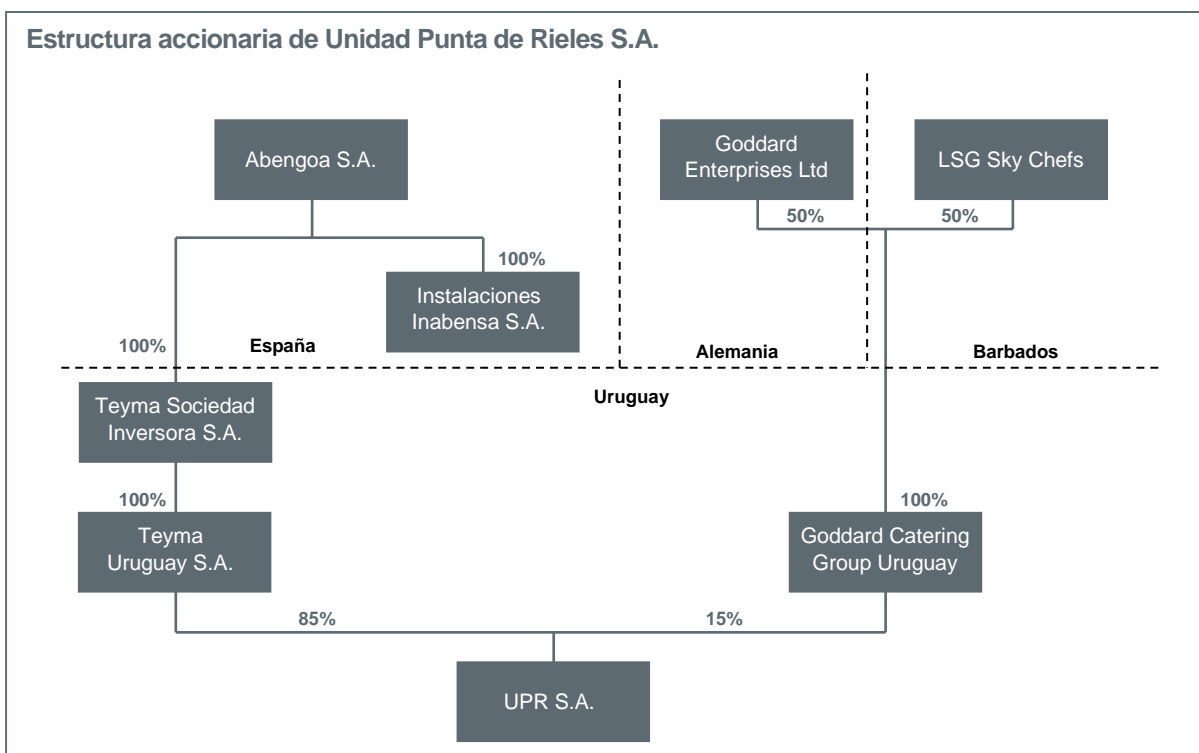 Estructura accionaria de Unidad Punta de Rieles S.A.
Abengoa S.A.
Goddard
Enterprises Ltd
LSG Sky Chefs
50%
50%
100%
Instalaciones
Inabensa S.A.
100%
España
Alemania
Barbados
Uruguay
Teyma Sociedad
Inversora S.A.
100%
100%
Teyma
Uruguay S.A.
Goddard Catering
Group Uruguay
85%
15%
UPR S.A.